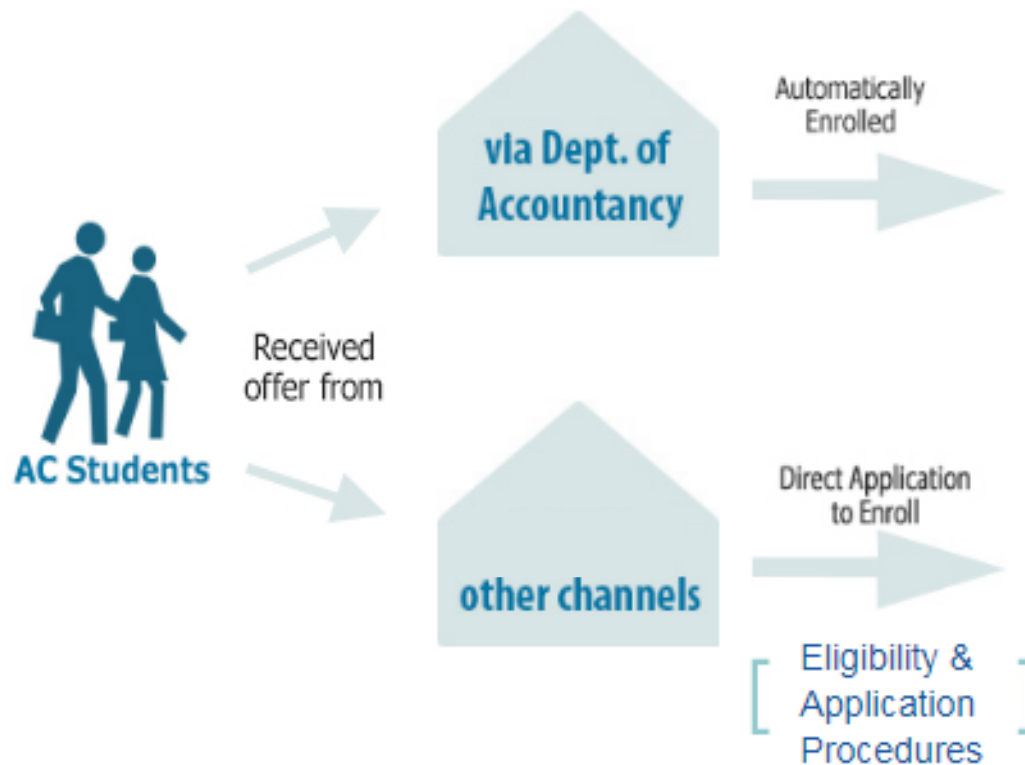 AC Students
Received
offer from
via Dept. of
Accountancy
Automatically
Enrolled
other channels
Direct Application
to Enroll
Eligibility &
Application
Procedures